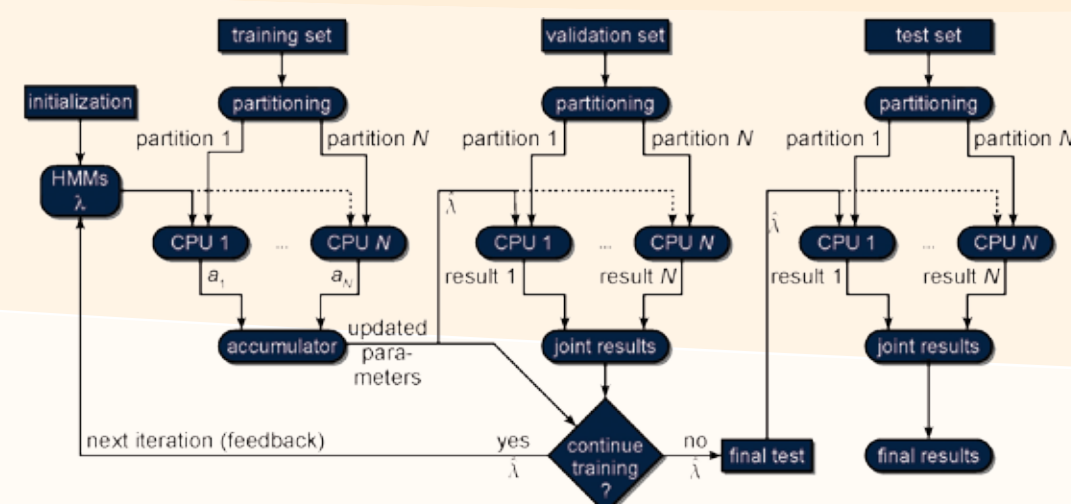 training set
validation set
test set
initialization
partitioning
partitioning
partitioning
partition 1
partition N
partition 1
partition N
partition 1
partition N
HMMs
λ
λ̂
λ̂
CPU 1
...
CPU N
CPU 1
...
CPU N
CPU 1
...
CPU N
a₁
a_N
result 1
result N
result 1
result N
updated
para-
meters
accumulator
joint results
joint results
next iteration (feedback)
yes
λ̂
continue
training
?
no
λ̂
final test
final results